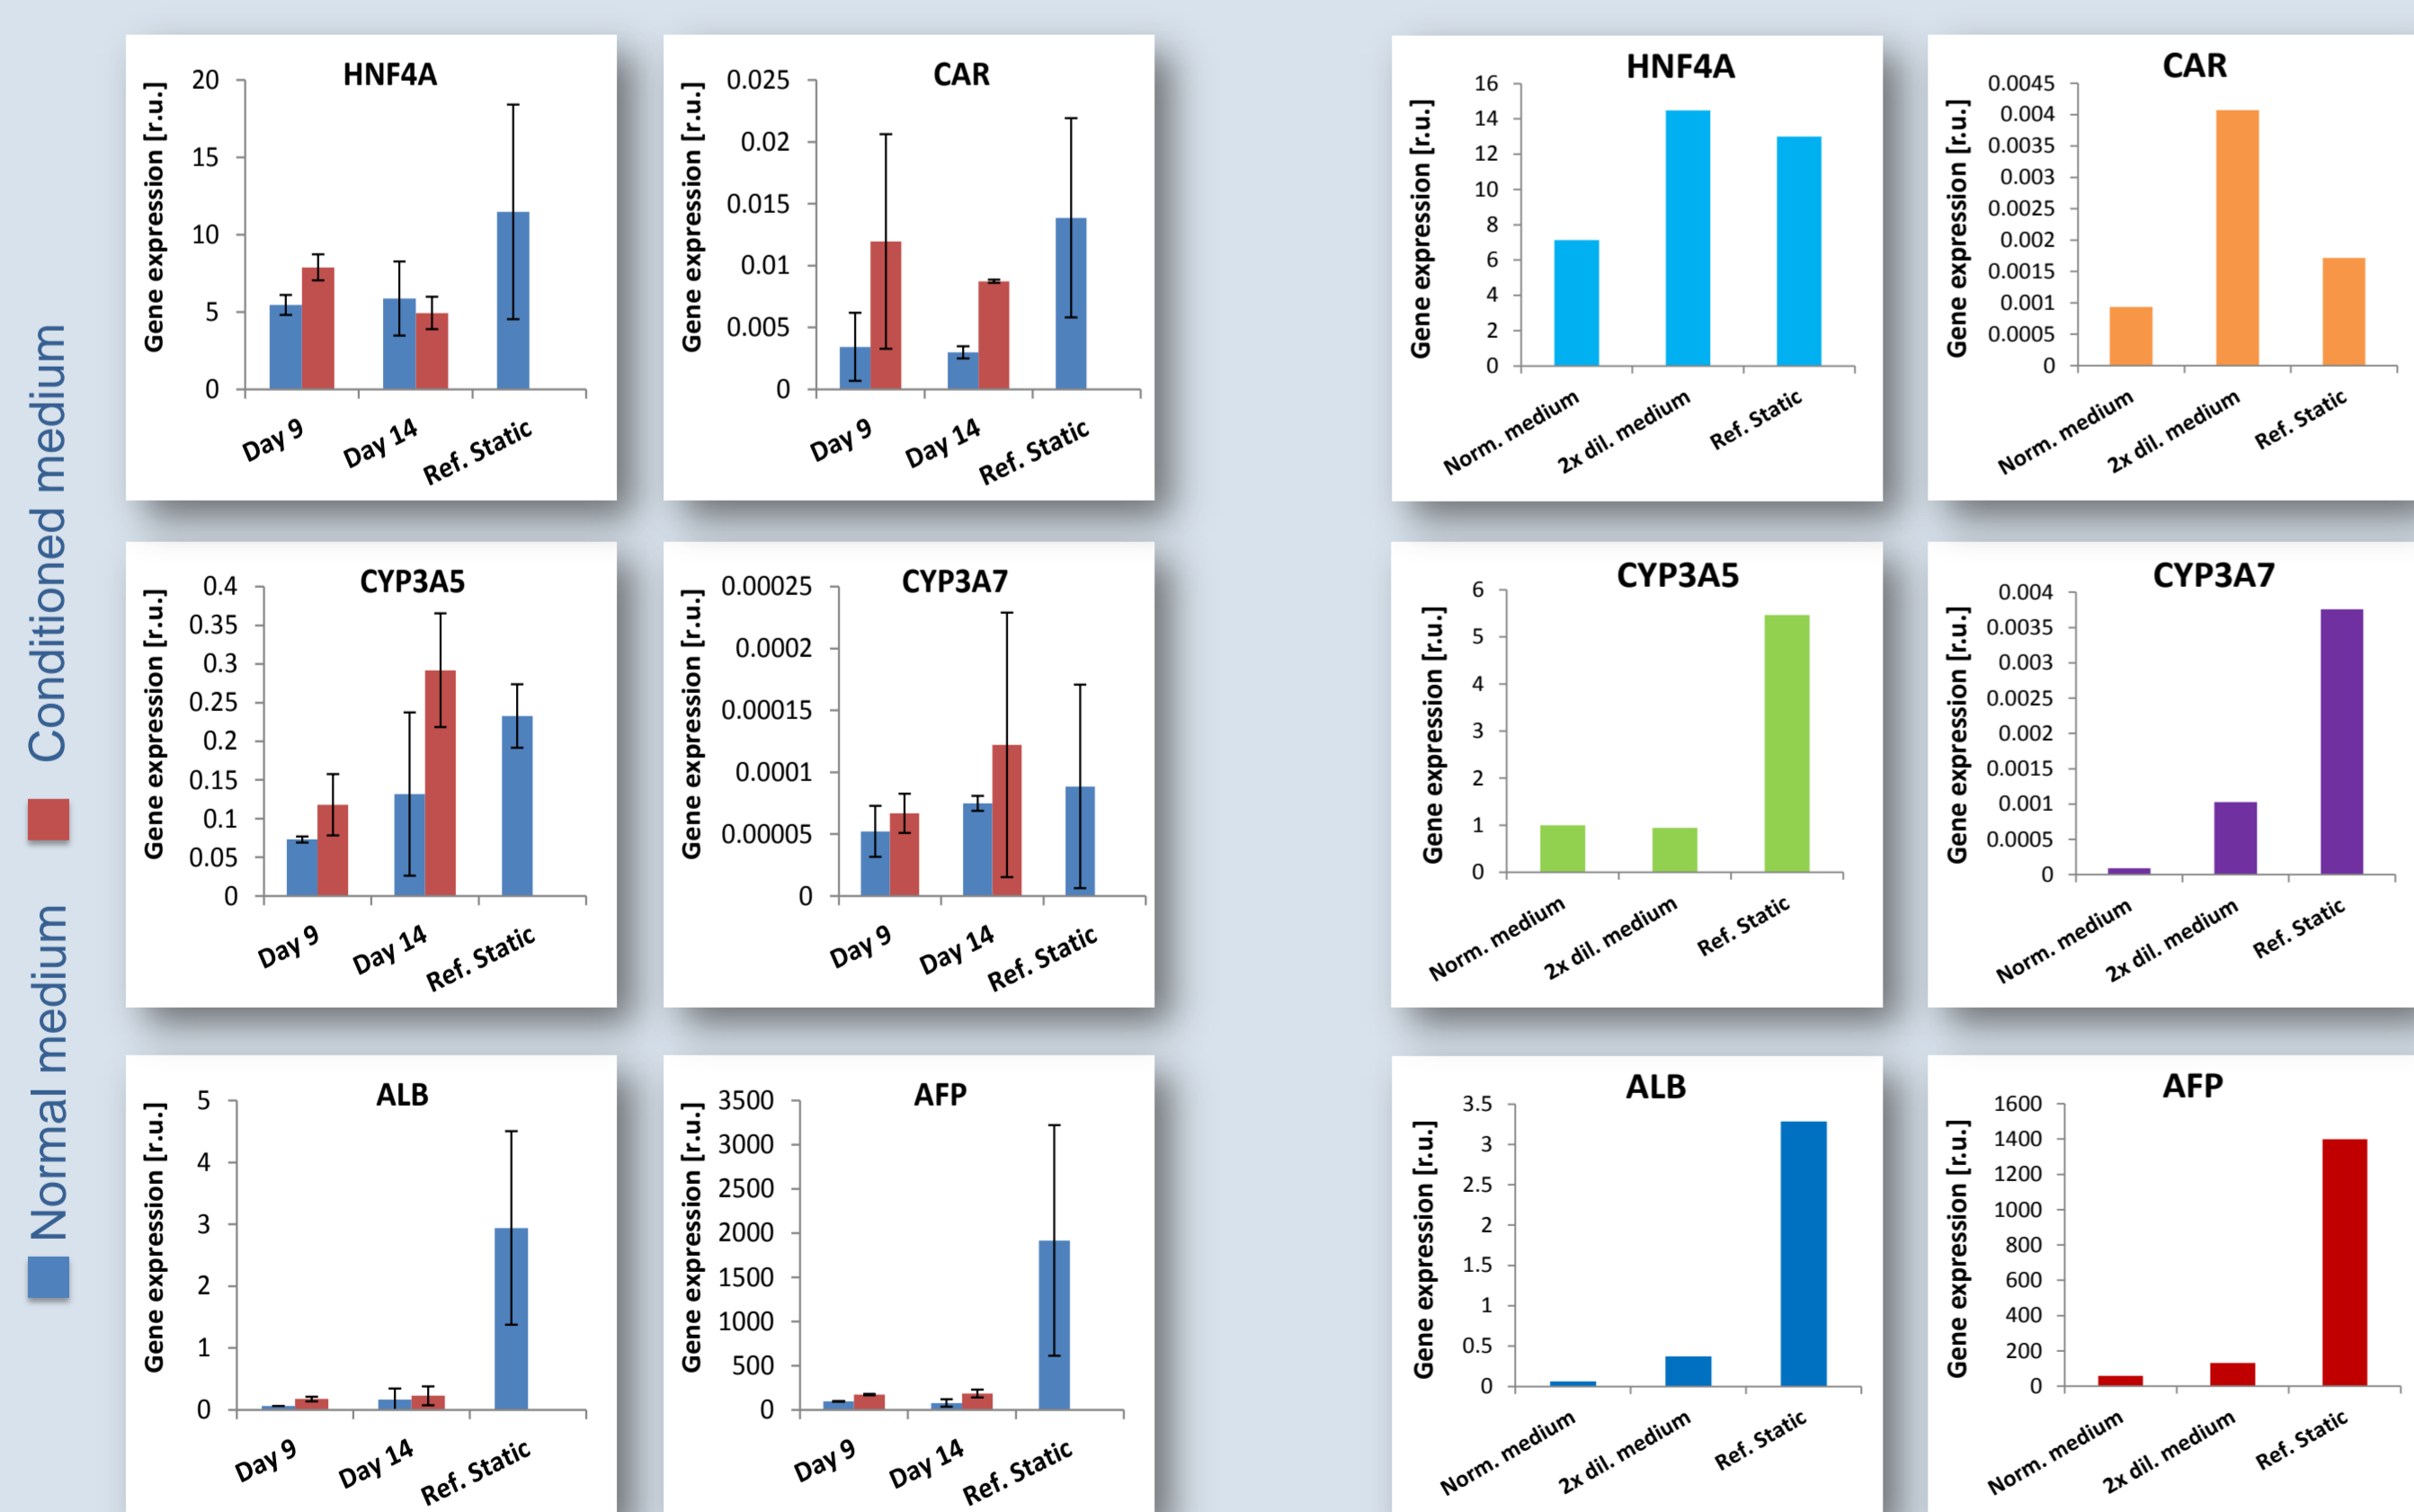 Normal medium
Conditioned medium
HNF4A
Gene expression [r.u.]
20
15
10
5
0
Day 9
Day 14
Ref. Static
CAR
Gene expression [r.u.]
0.025
0.02
0.015
0.01
0.005
0
Day 9
Day 14
Ref. Static
HNF4A
Gene expression [r.u.]
16
14
12
10
8
6
4
2
0
Norm. medium
2x dil. medium
Ref. Static
CAR
Gene expression [r.u.]
0.0045
0.004
0.0035
0.003
0.0025
0.002
0.0015
0.001
0.0005
0
Norm. medium
2x dil. medium
Ref. Static
CYP3A5
Gene expression [r.u.]
0.4
0.35
0.3
0.25
0.2
0.15
0.1
0.05
0
Day 9
Day 14
Ref. Static
CYP3A7
Gene expression [r.u.]
0.00025
0.0002
0.00015
0.0001
0.00005
0
Day 9
Day 14
Ref. Static
CYP3A5
Gene expression [r.u.]
6
5
4
3
2
1
0
Norm. medium
2x dil. medium
Ref. Static
CYP3A7
Gene expression [r.u.]
0.004
0.0035
0.003
0.0025
0.002
0.0015
0.001
0.0005
0
Norm. medium
2x dil. medium
Ref. Static
ALB
Gene expression [r.u.]
5
4
3
2
1
0
Day 9
Day 14
Ref. Static
AFP
Gene expression [r.u.]
3500
3000
2500
2000
1500
1000
500
0
Day 9
Day 14
Ref. Static
ALB
Gene expression [r.u.]
3.5
3
2.5
2
1.5
1
0.5
0
Norm. medium
2x dil. medium
Ref. Static
AFP
Gene expression [r.u.]
1600
1400
1200
1000
800
600
400
200
0
Norm. medium
2x dil. medium
Ref. Static